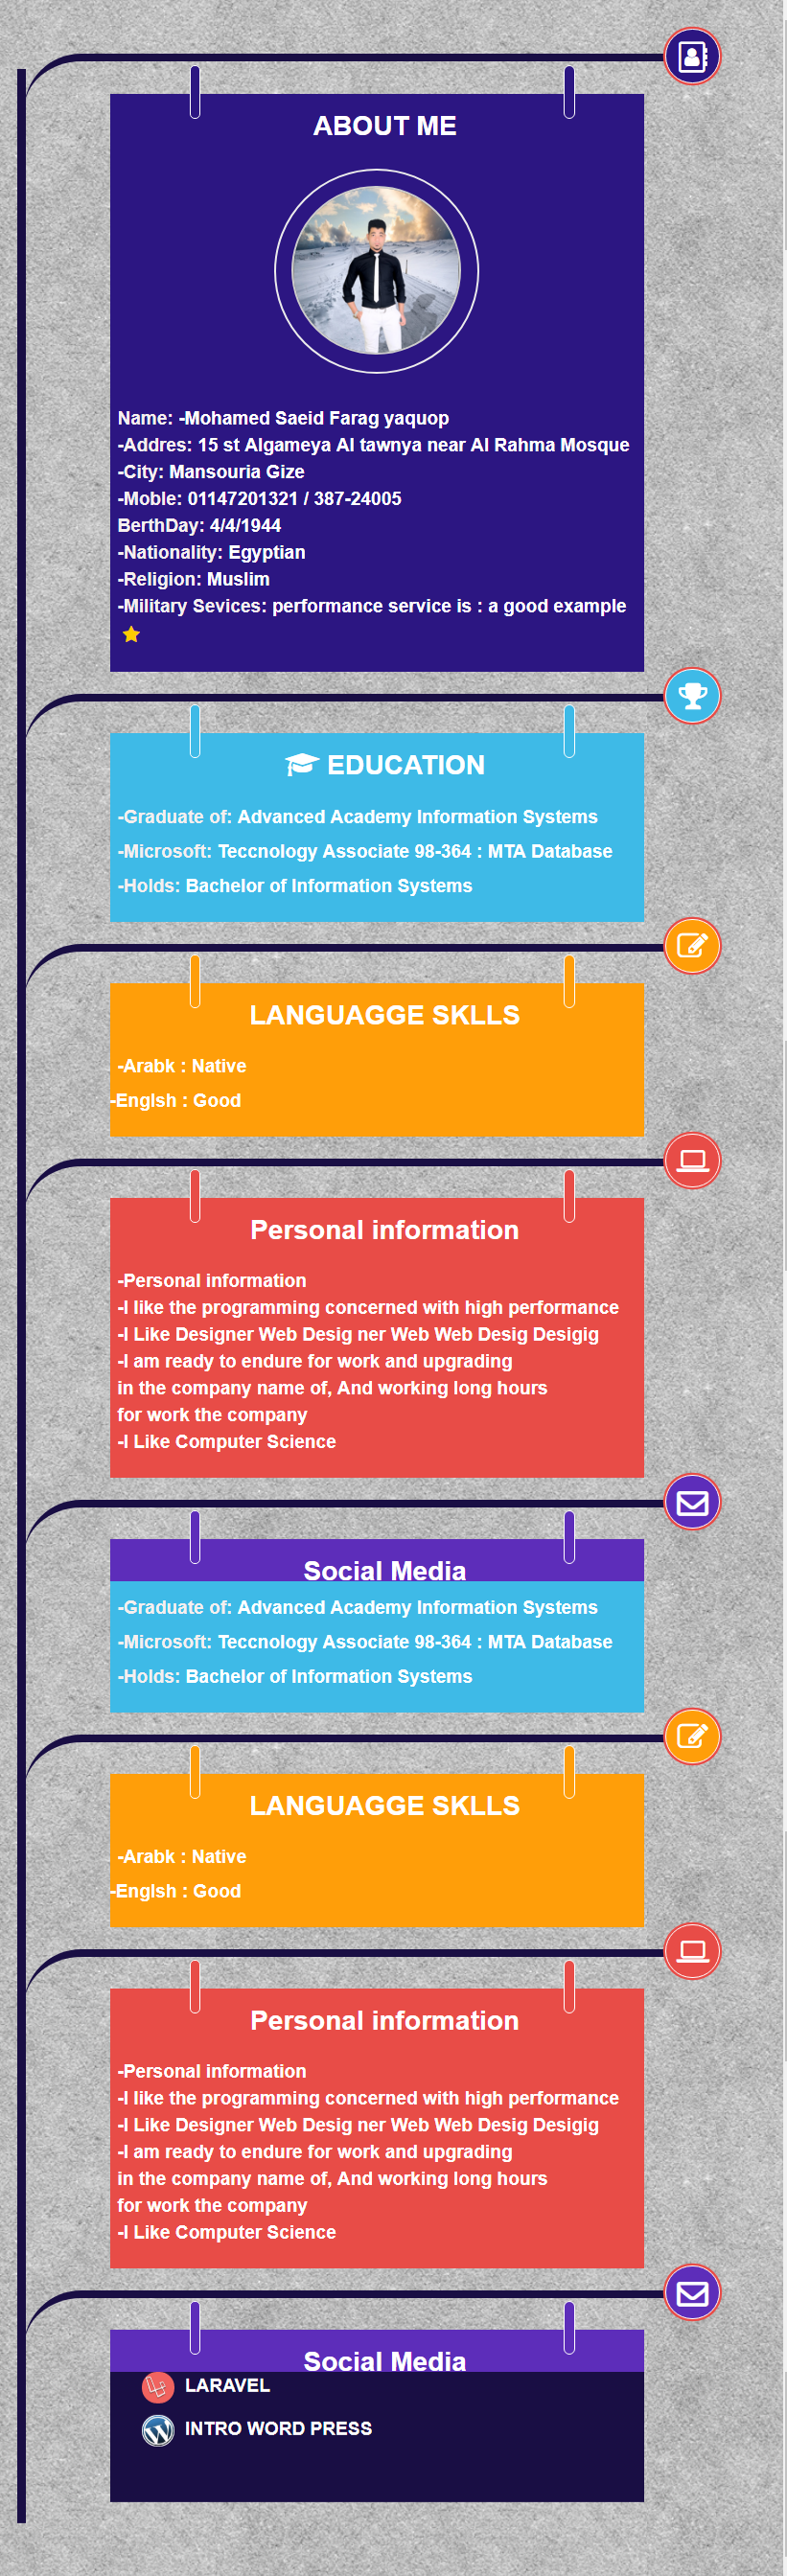 ABOUT ME
Name: -Mohamed Saeid Farag yaquop
-Addres: 15 st Algameya Al tawnya near Al Rahma Mosque
-City: Mansouria Gize
-Moble: 01147201321 / 387-24005
BerthDay: 4/4/1944
-Nationality: Egyptian
-Religion: Muslim
-Military Sevices: performance service is : a good example
EDUCATION
-Graduate of: Advanced Academy Information Systems
-Microsoft: Teccnology Associate 98-364 : MTA Database
-Holds: Bachelor of Information Systems
LANGUAGGE SKLLS
-Arabk : Native
-Englsh : Good
Personal information
-Personal information
-I like the programming concerned with high performance
-I Like Designer Web Desig ner Web Web Desig Desigig
-I am ready to endure for work and upgrading
in the company name of, And working long hours
for work the company
-I Like Computer Science
Social Media
-Graduate of: Advanced Academy Information Systems
-Microsoft: Teccnology Associate 98-364 : MTA Database
-Holds: Bachelor of Information Systems
LANGUAGGE SKLLS
-Arabk : Native
-Englsh : Good
Personal information
-Personal information
-I like the programming concerned with high performance
-I Like Designer Web Desig ner Web Web Desig Desigig
-I am ready to endure for work and upgrading
in the company name of, And working long hours
for work the company
-I Like Computer Science
Social Media
LARAVEL
INTRO WORD PRESS